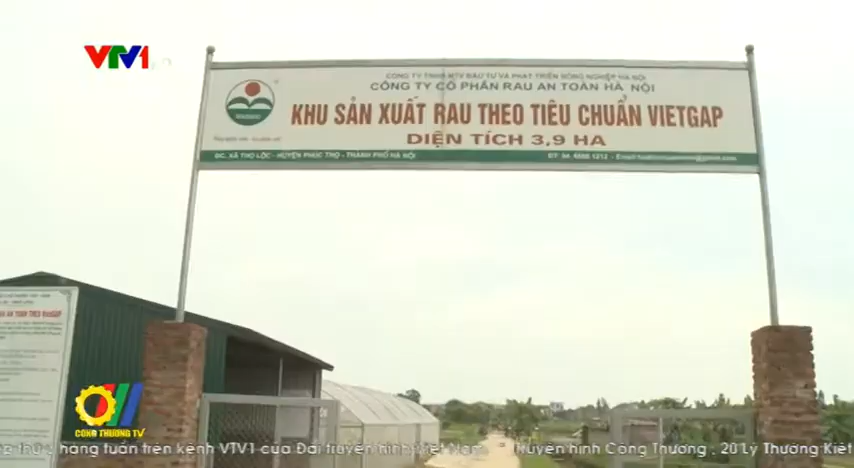 VTV1
CÔNG TY TNHH MTV ĐẦU TƯ VÀ PHÁT TRIỂN NÔNG NGHIỆP HÀ NỘI
CÔNG TY CỔ PHẦN RAU AN TOÀN HÀ NỘI
KHU SẢN XUẤT RAU THEO TIÊU CHUẨN VIETGAP
DIỆN TÍCH 3,9 HA
ĐC. XÃ THỌ LỘC - HUYỆN PHÚC THỌ - THÀNH PHỐ HÀ NỘI
CÔNG THƯƠNG TV
thứ 2 hàng tuần trên kênh VTV1 của Đài truyền hình Việt Nam. Truyền hình Công Thương : 20 Lý Thường Kiệt